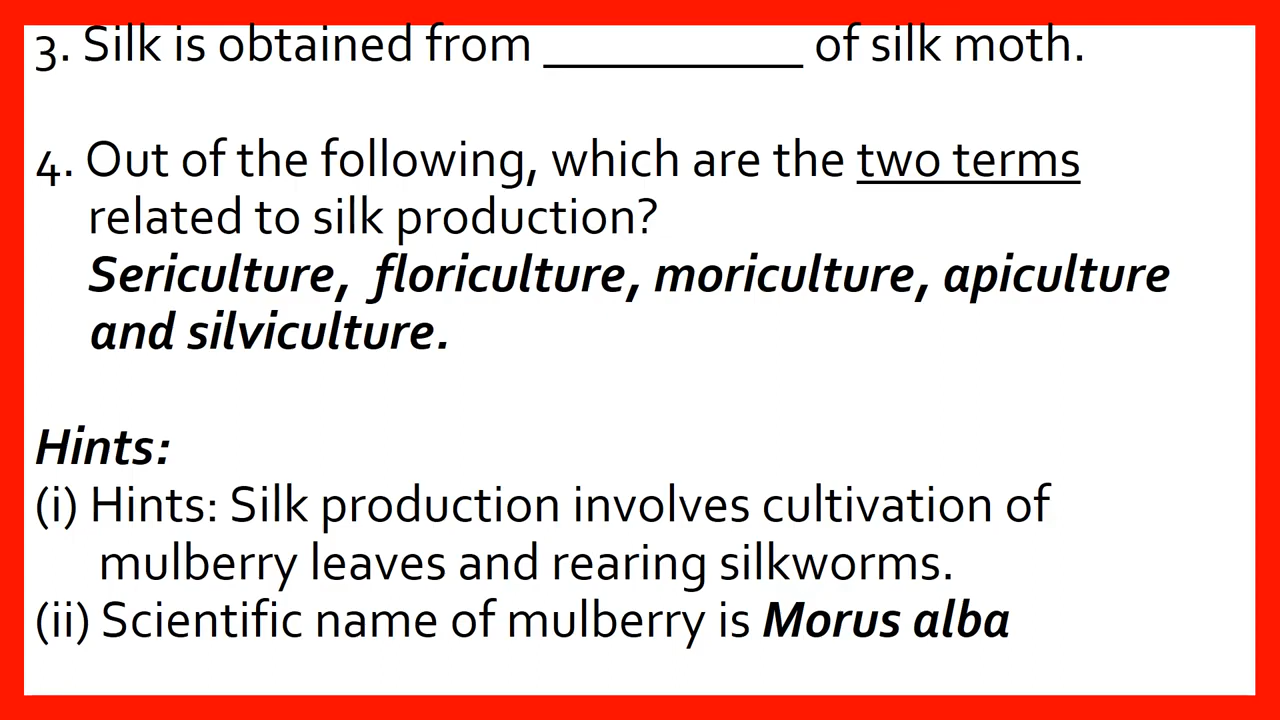 3. Silk is obtained from __________ of silk moth.
4. Out of the following, which are the two terms
related to silk production?
Sericulture, floriculture, moriculture, apiculture
and silviculture.
Hints:
(i) Hints: Silk production involves cultivation of
mulberry leaves and rearing silkworms.
(ii) Scientific name of mulberry is Morus alba